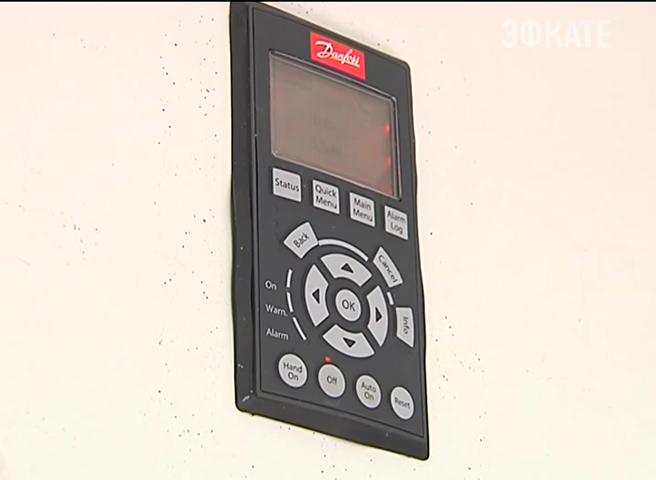 ЭФКАТЕ
Danfoss
Status
Quick
Menu
Main
Menu
Alarm
Log
Back
Cancel
On
Warn.
Alarm
OK
Info
Hand
On
Off
Auto
On
Reset